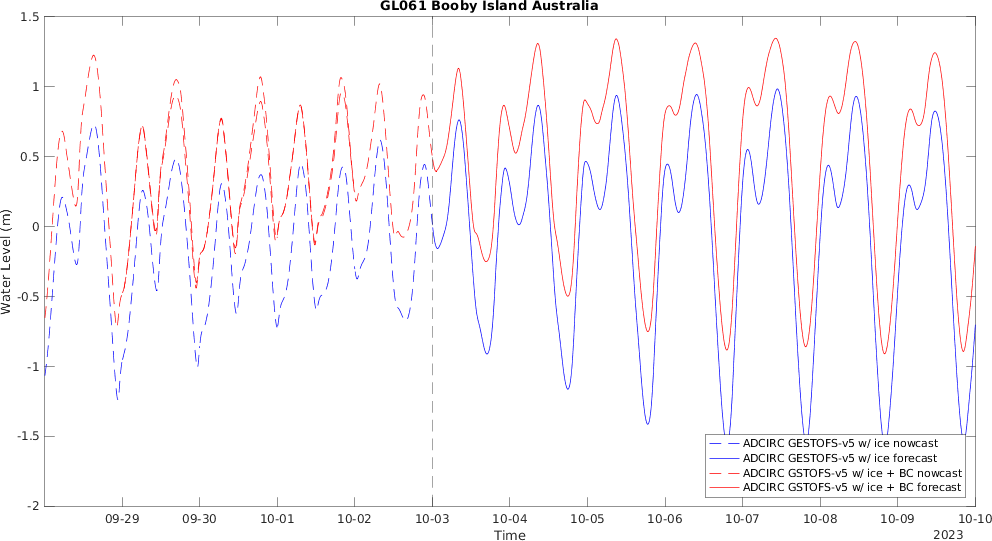 GL061 Booby Island Australia
1.5
1
0.5
0
-0.5
-1
-1.5
-2
Water Level (m)
ADCIRC GESTOFS-v5 w/ ice nowcast
ADCIRC GESTOFS-v5 w/ ice forecast
ADCIRC GSTOFS-v5 w/ ice + BC nowcast
ADCIRC GSTOFS-v5 w/ ice + BC forecast
09-29 09-30 10-01 10-02 10-03 10-04 10-05 10-06 10-07 10-08 10-09 10-10
Time
2023